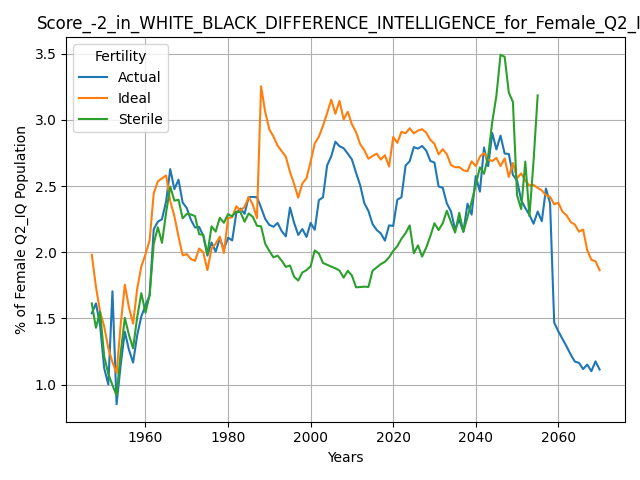 Score_-2_in_WHITE_BLACK_DIFFERENCE_INTELLIGENCE_for_Female_Q2_I
Fertility
Actual
Ideal
Sterile
% of Female Q2_IQ Population
3.5
3.0
2.5
2.0
1.5
1.0
1960 1980 2000 2020 2040 2060
Years